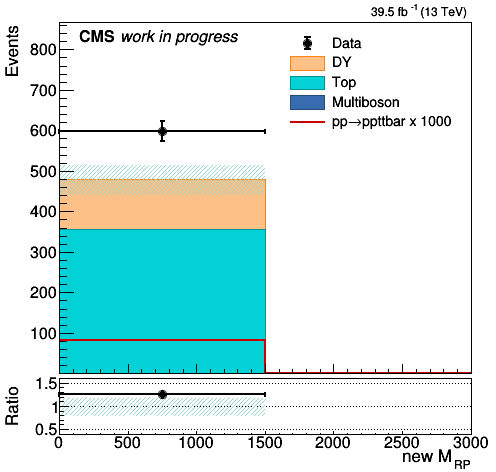 39.5 fb⁻¹ (13 TeV)
CMS work in progress
Events
Data
DY
Top
Multiboson
pp→ppttbar x 1000
800
700
600
500
400
300
200
100
Ratio
1.5
1
0.5
0 500 1000 1500 2000 2500 3000
new M_RP